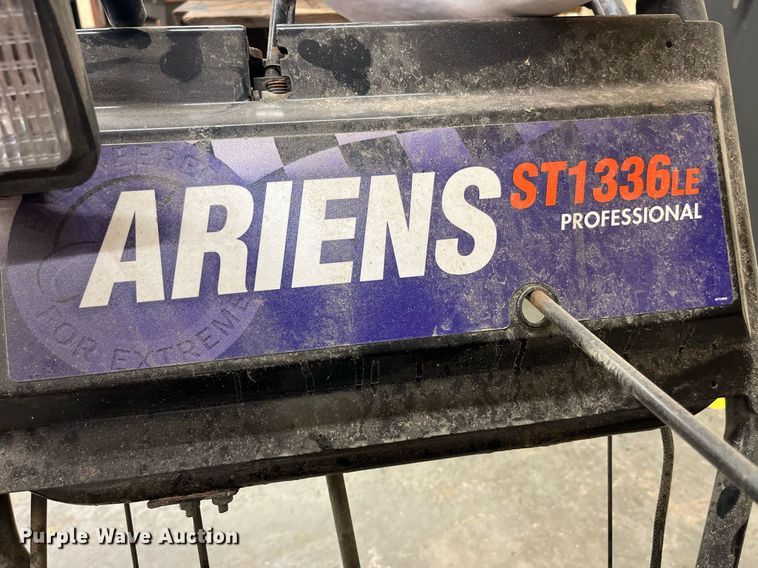 ARIENS
ST1336LE
PROFESSIONAL
FOR EXTREME
Purple Wave Auction